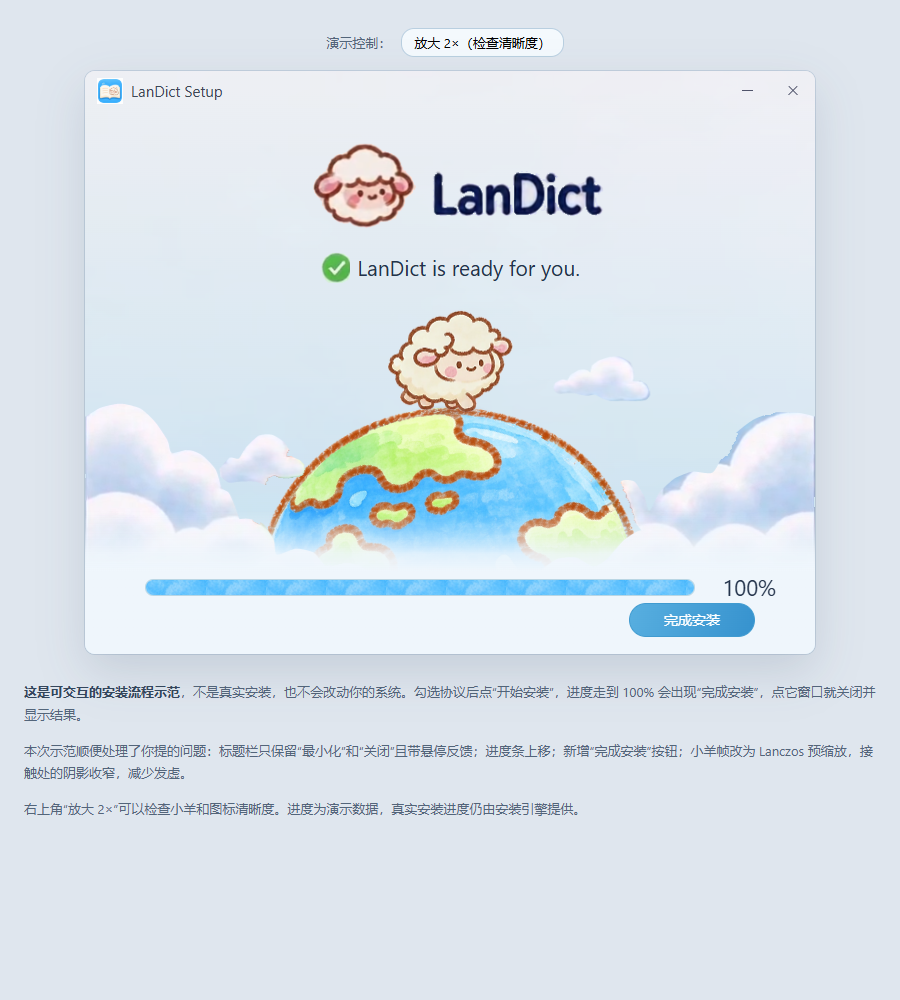 演示控制：
放大 2×（检查清晰度）
LanDict Setup
LanDict
LanDict is ready for you.
100%
完成安装
这是可交互的安装流程示范，不是真实安装，也不会改动你的系统。勾选协议后点“开始安装”，进度走到 100% 会出现“完成安装”，点它窗口就关闭并
显示结果。
本次示范顺便处理了你提的问题：标题栏只保留“最小化”和“关闭”且带悬停反馈；进度条上移；新增“完成安装”按钮；小羊帧改为 Lanczos 预缩放，接
触处的阴影收窄，减少发虚。
右上角“放大 2×”可以检查小羊和图标清晰度。进度为演示数据，真实安装进度仍由安装引擎提供。